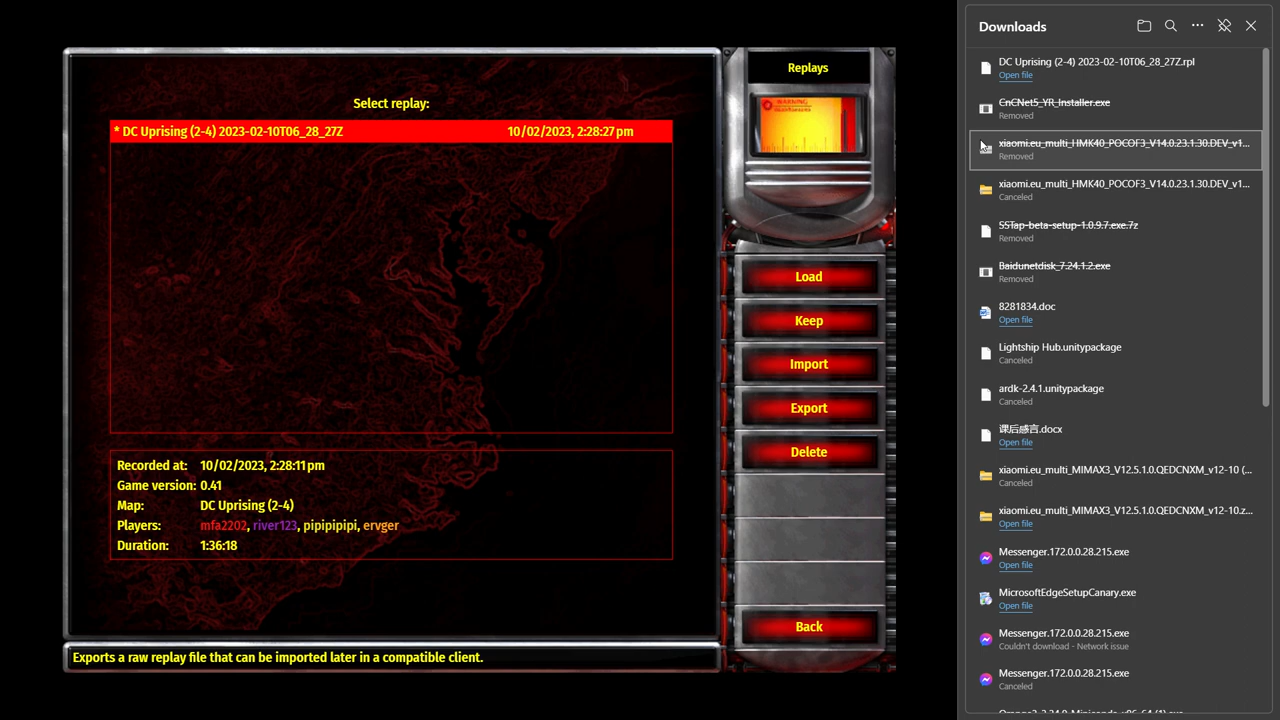 Replays
Select replay:
* DC Uprising (2-4) 2023-02-10T06_28_27Z 10/02/2023, 2:28:27 pm
Load
Keep
Import
Export
Delete
Back
Recorded at: 10/02/2023, 2:28:11 pm
Game version: 0.41
Map: DC Uprising (2-4)
Players: mfa2202, river123, pipipipipi, ervger
Duration: 1:36:18
Exports a raw replay file that can be imported later in a compatible client.
Downloads
DC Uprising (2-4) 2023-02-10T06_28_27Z.rpl
Open file
CnCNet5_YR_Installer.exe
Removed
xiaomi.eu_multi_HMK40_POCOF3_V14.0.23.1.30.DEV_v1...
Removed
xiaomi.eu_multi_HMK40_POCOF3_V14.0.23.1.30.DEV_v1...
Canceled
SSTap-beta-setup-1.0.9.7.exe.7z
Removed
Baidunetdisk_7.24.1.2.exe
Removed
8281834.doc
Open file
Lightship Hub.unitypackage
Canceled
ardk-2.4.1.unitypackage
Canceled
课后感言.docx
Open file
xiaomi.eu_multi_MIMAX3_V12.5.1.0.QEDCNXM_v12-10 (...
Canceled
xiaomi.eu_multi_MIMAX3_V12.5.1.0.QEDCNXM_v12-10.z...
Open file
Messenger.172.0.0.28.215.exe
Open file
MicrosoftEdgeSetupCanary.exe
Open file
Messenger.172.0.0.28.215.exe
Couldn't download - Network issue
Messenger.172.0.0.28.215.exe
Canceled